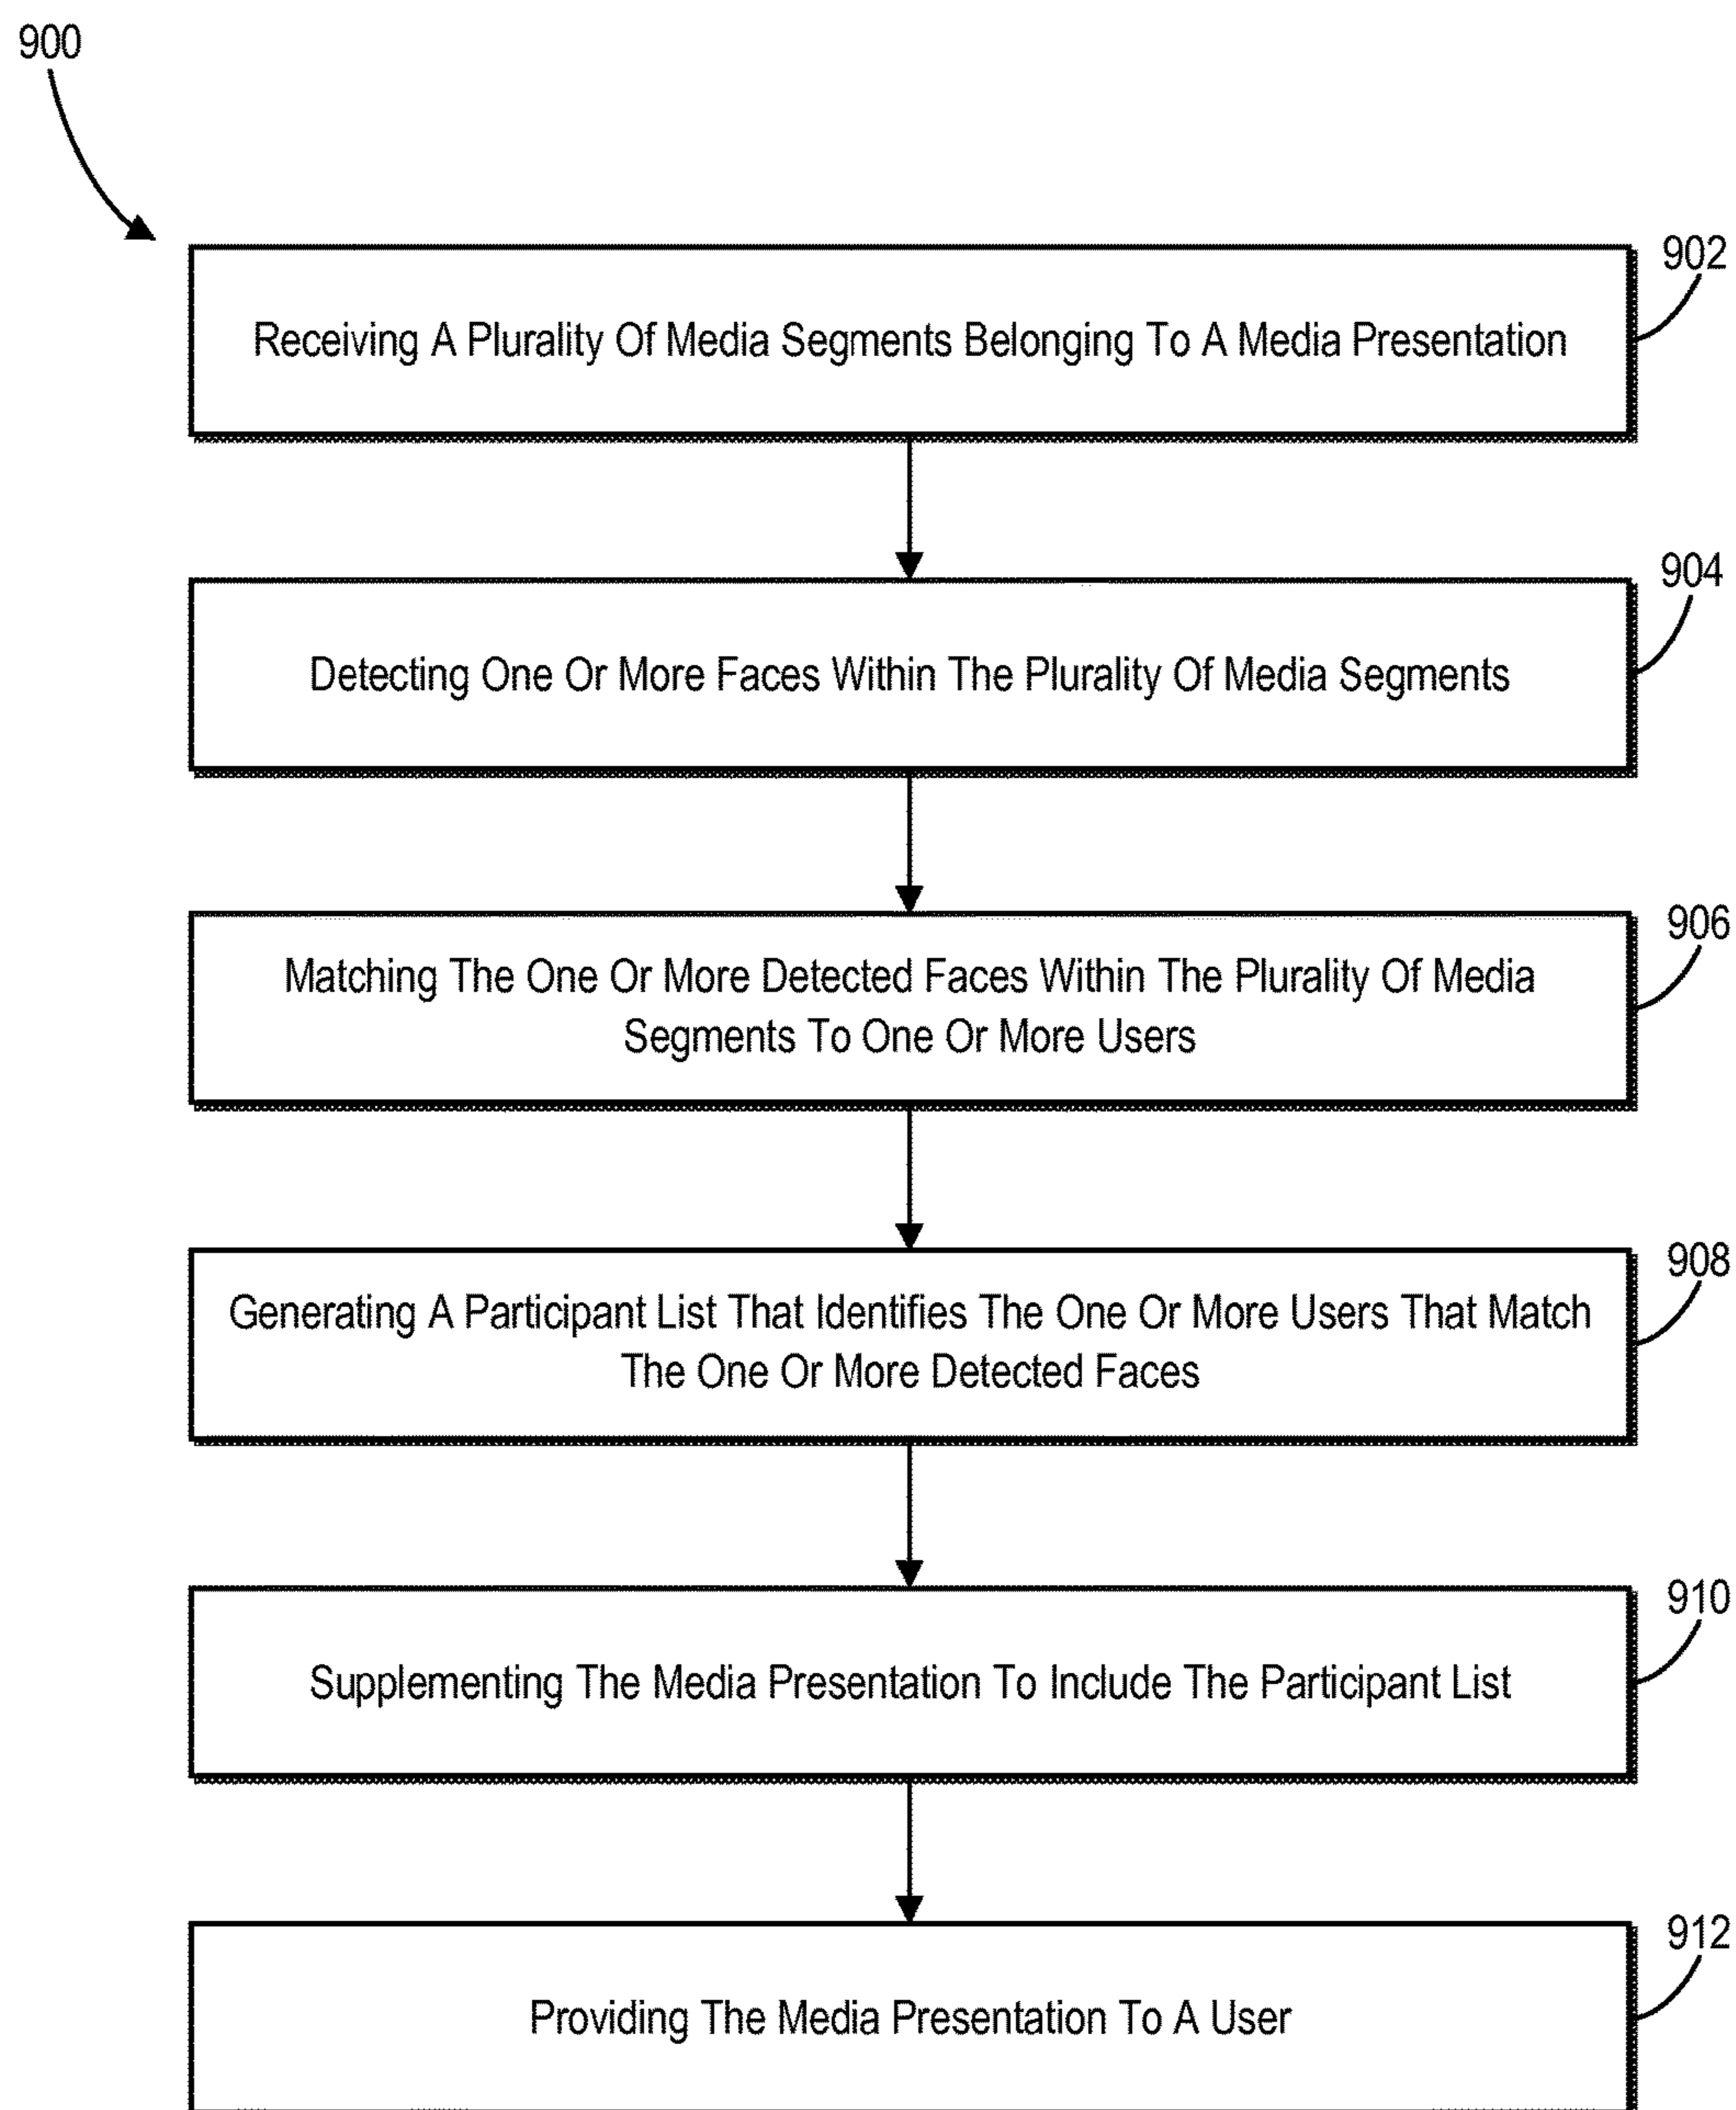 900
902
Receiving A Plurality Of Media Segments Belonging To A Media Presentation
904
Detecting One Or More Faces Within The Plurality Of Media Segments
906
Matching The One Or More Detected Faces Within The Plurality Of Media
Segments To One Or More Users
908
Generating A Participant List That Identifies The One Or More Users That Match
The One Or More Detected Faces
910
Supplementing The Media Presentation To Include The Participant List
912
Providing The Media Presentation To A User